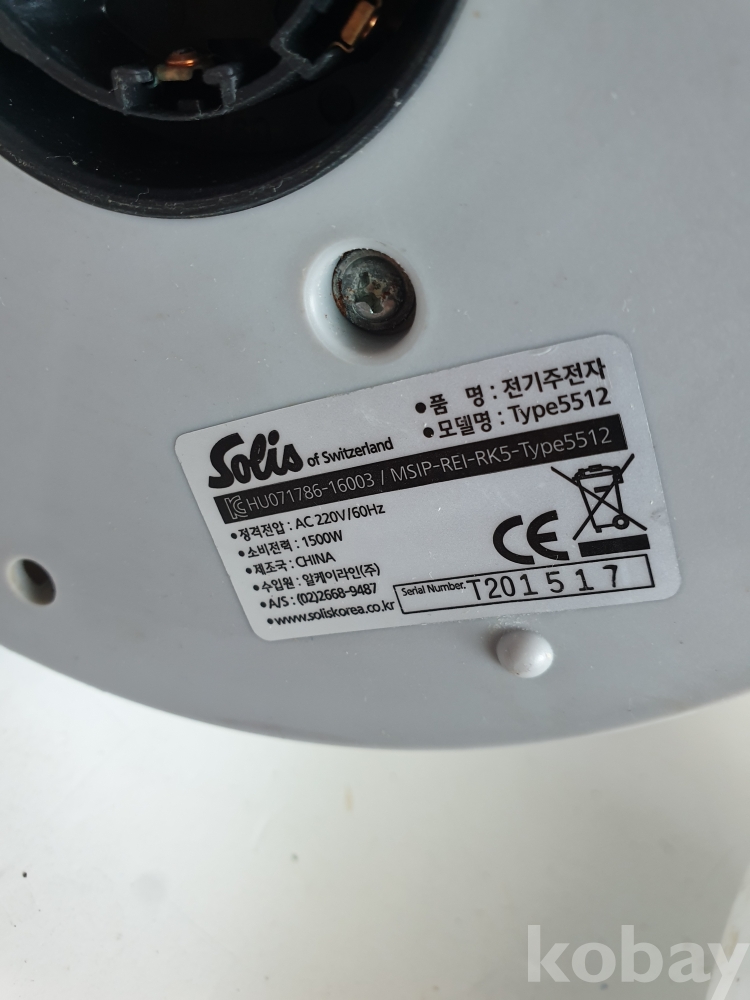 •품 명 : 전기주전자
•모델명 : Type5512
Solis of Switzerland
HU071786-16003 / MSIP-REI-RK5-Type5512
•정격전압 : AC 220V/60Hz
•소비전력 : 1500W
•제조국 : CHINA
•수입원 : 알케이라인(주)
•A/S : (02)2668-9487
•www.soliskorea.co.kr
CE
Serial Number. T201517
kobay